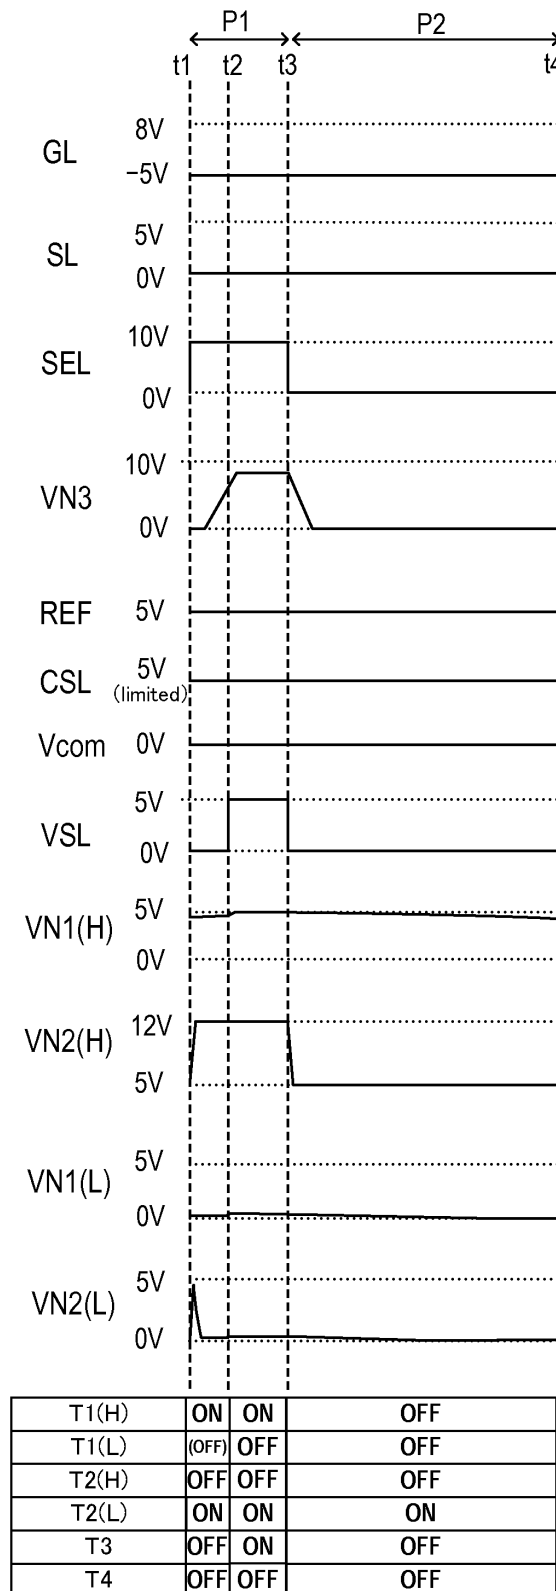 P1 P2
t1 t2 t3 t4
8V
GL
-5V
5V
SL
0V
10V
SEL
0V
10V
VN3
0V
REF 5V
CSL 5V
(limited)
Vcom 0V
5V
VSL
0V
5V
VN1(H)
0V
12V
VN2(H)
5V
5V
VN1(L)
0V
5V
VN2(L)
0V
T1(H) ON ON OFF
T1(L) (OFF) OFF OFF
T2(H) OFF OFF OFF
T2(L) ON ON ON
T3 OFF ON OFF
T4 OFF OFF OFF